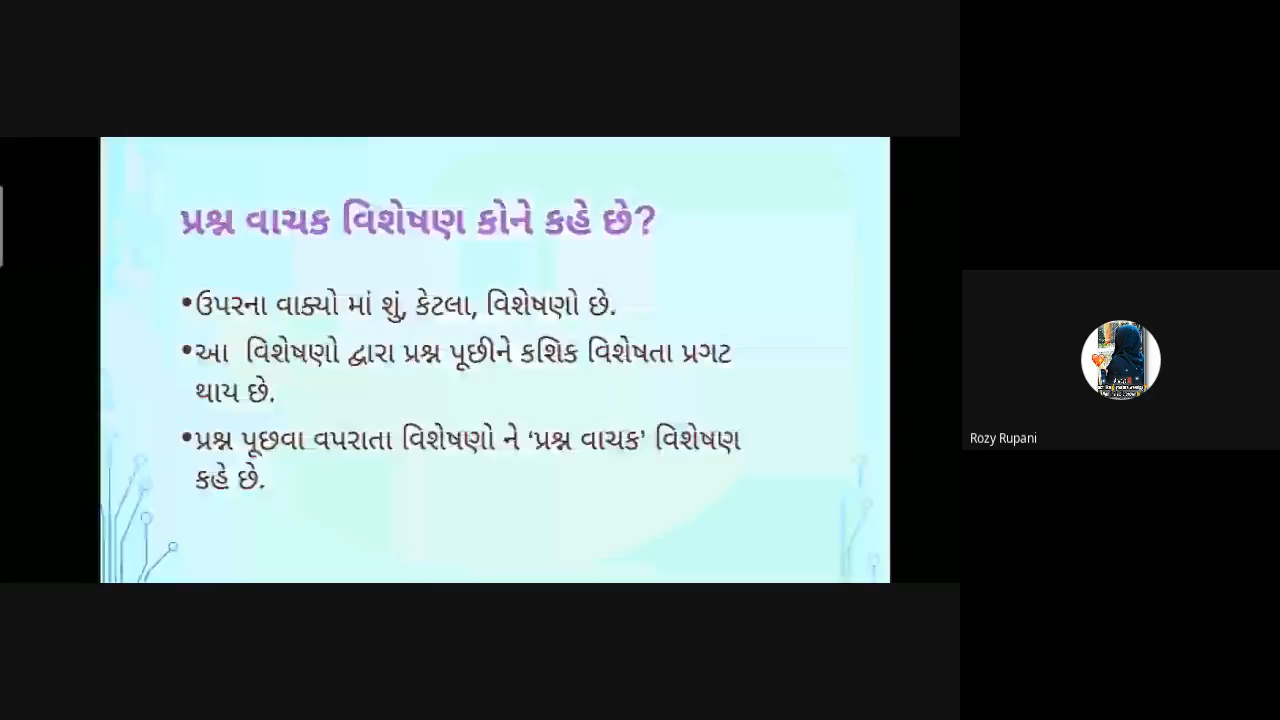 પ્રશ્ન વાચક વિશેષણ કોને કહે છે?
•ઉપરના વાક્યો માં શું, કેટલા, વિશેષણો છે.
•આ વિશેષણો દ્વારા પ્રશ્ન પૂછીને કશિક વિશેષતા પ્રગટ
થાય છે.
•પ્રશ્ન પૂછવા વપરાતા વિશેષણો ને ‘પ્રશ્ન વાચક’ વિશેષણ
કહે છે.
Rozy Rupani